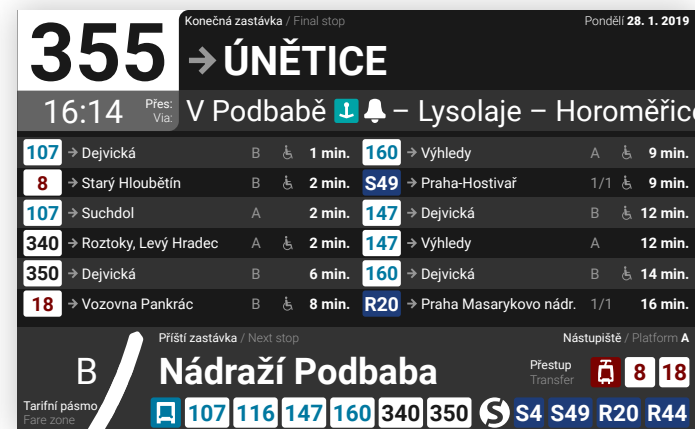 355
Konečná zastávka / Final stop
Pondělí 28. 1. 2019
→ ÚNĚTICE
16:14
Přes:
Via:
V Podbabě – Lysolaje – Horoměřice
107 → Dejvická B 1 min.
8 → Starý Hloubětín B 2 min.
107 → Suchdol A 2 min.
340 → Roztoky, Levý Hradec A 2 min.
350 → Dejvická B 6 min.
18 → Vozovna Pankrác B 8 min.
160 → Výhledy A 9 min.
S49 → Praha-Hostivař 1/1 9 min.
147 → Dejvická B 12 min.
147 → Výhledy A 12 min.
160 → Dejvická B 14 min.
R20 → Praha Masarykovo nádr. 1/1 16 min.
B
Tarifní pásmo
Fare zone
Příští zastávka / Next stop
Nástupiště / Platform A
Nádraží Podbaba
Přestup
Transfer
8 18
107 116 147 160 340 350 S S4 S49 R20 R44